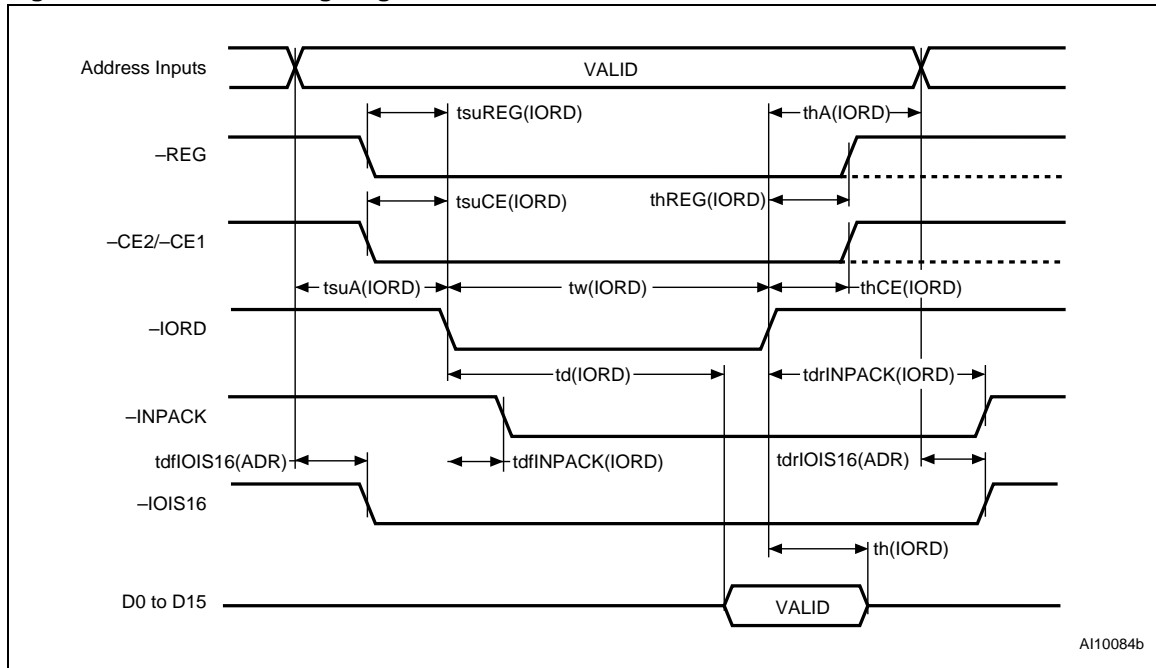 Address Inputs
VALID
tsuREG(IORD)
thA(IORD)
–REG
tsuCE(IORD)
thREG(IORD)
–CE2/–CE1
tsuA(IORD)
tw(IORD)
thCE(IORD)
–IORD
td(IORD)
tdrINPACK(IORD)
–INPACK
tdfIOIS16(ADR)
tdfINPACK(IORD)
tdrIOIS16(ADR)
–IOIS16
th(IORD)
D0 to D15
VALID
AI10084b